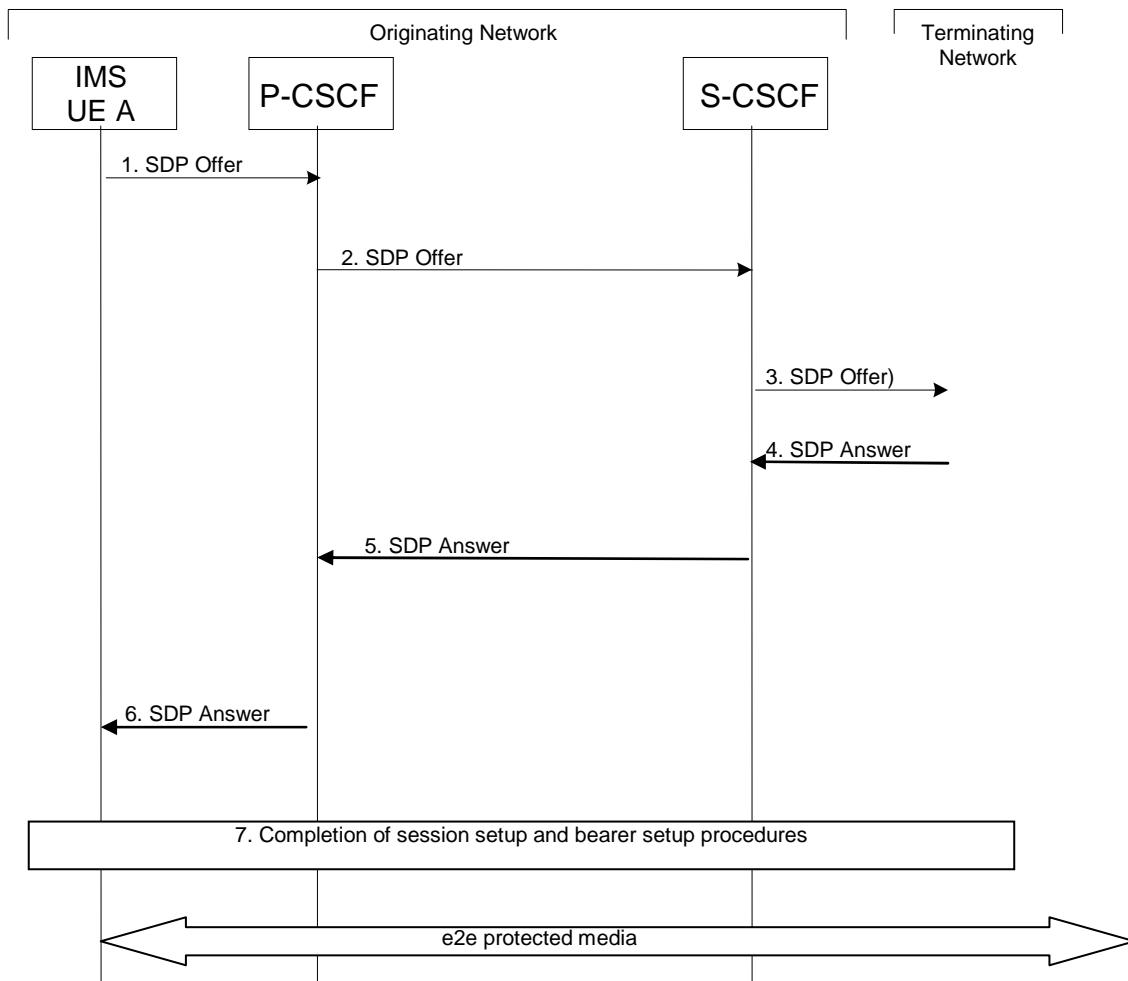 Originating Network
Terminating
Network
IMS
UE A
P-CSCF
S-CSCF
1. SDP Offer
2. SDP Offer
3. SDP Offer)
4. SDP Answer
5. SDP Answer
6. SDP Answer
7. Completion of session setup and bearer setup procedures
e2e protected media